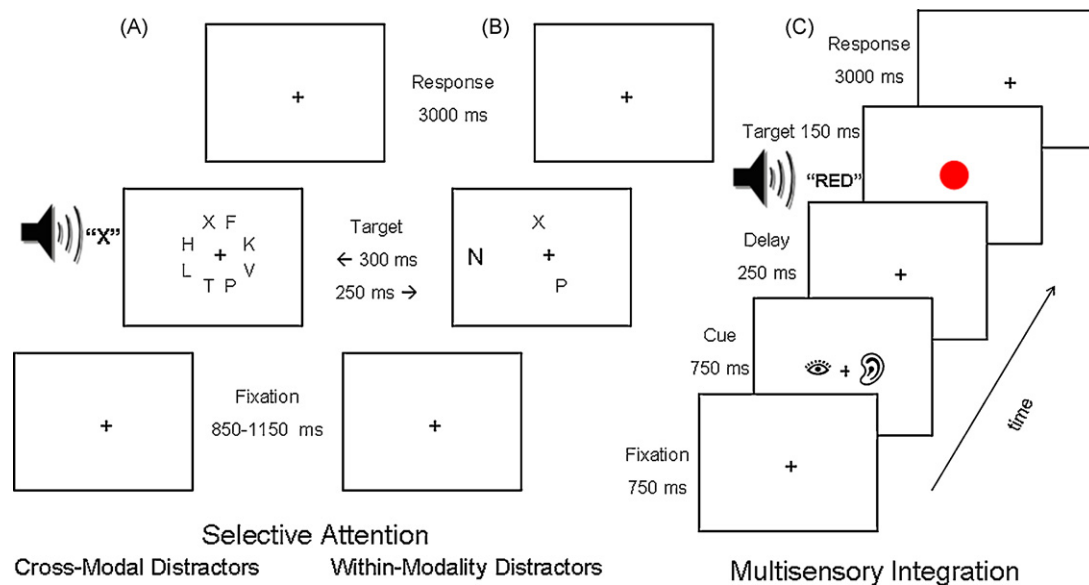 (A)
(B)
(C)
Response
3000 ms
Response
3000 ms
Target 150 ms
"RED"
"X"
X F
H K
L V
T P
Target
← 300 ms
250 ms →
X
N
P
Delay
250 ms
Cue
750 ms
Fixation
850-1150 ms
Fixation
750 ms
time
Selective Attention
Cross-Modal Distractors
Within-Modality Distractors
Multisensory Integration